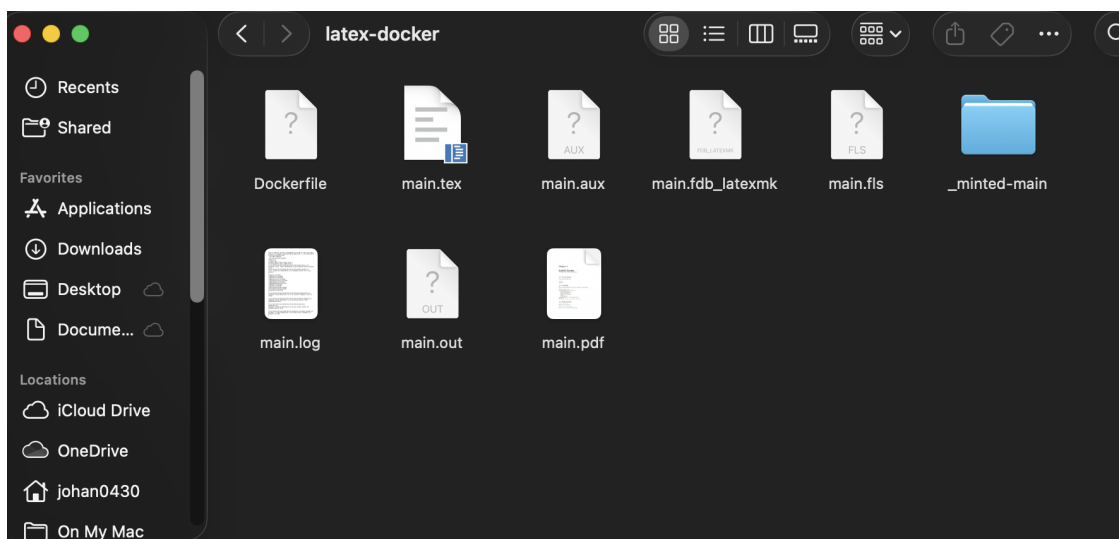 latex-docker
Recents
Shared
Favorites
Applications
Downloads
Desktop
Docume...
Locations
iCloud Drive
OneDrive
johan0430
On My Mac
Dockerfile
main.tex
AUX
main.aux
FDB_LATEXMK
main.fdb_latexmk
FLS
main.fls
_minted-main
main.log
OUT
main.out
main.pdf